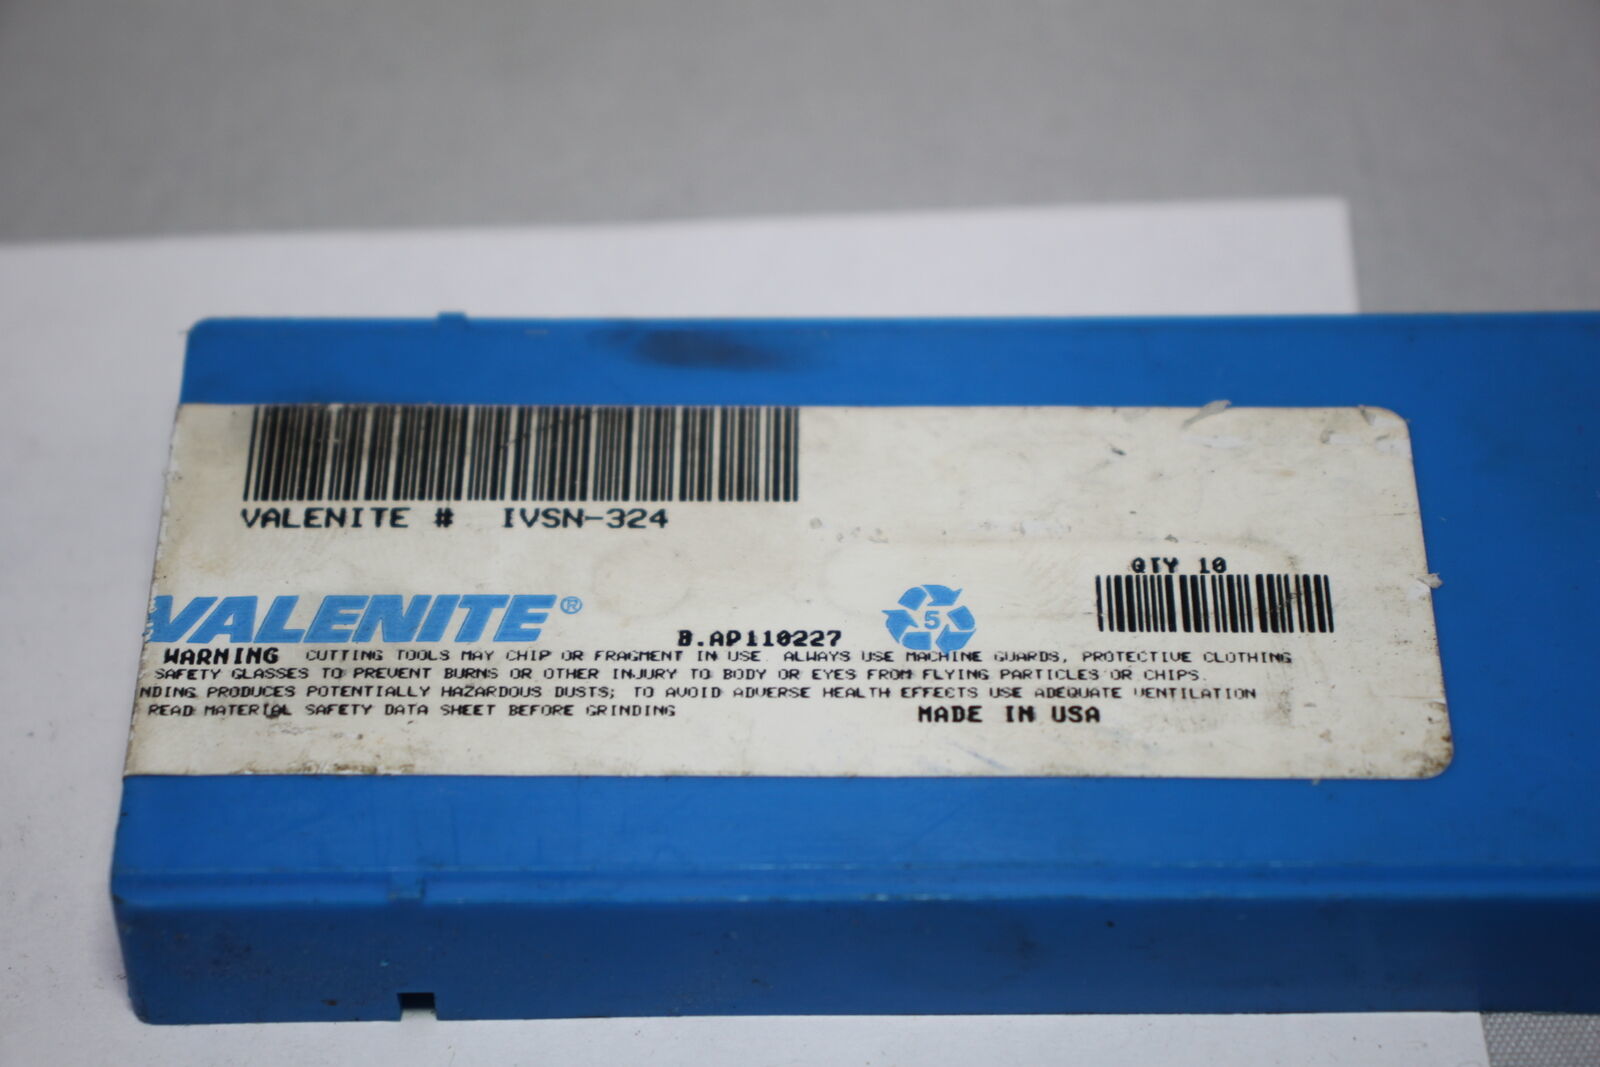 VALENITE # IVSN-324
QTY 10
VALENITE®
5
B.AP110227
WARNING CUTTING TOOLS MAY CHIP OR FRAGMENT IN USE. ALWAYS USE MACHINE GUARDS, PROTECTIVE CLOTHING
SAFETY GLASSES TO PREVENT BURNS OR OTHER INJURY TO BODY OR EYES FROM FLYING PARTICLES OR CHIPS.
NDING PRODUCES POTENTIALLY HAZARDOUS DUSTS; TO AVOID ADVERSE HEALTH EFFECTS USE ADEQUATE VENTILATION
READ MATERIAL SAFETY DATA SHEET BEFORE GRINDING
MADE IN USA